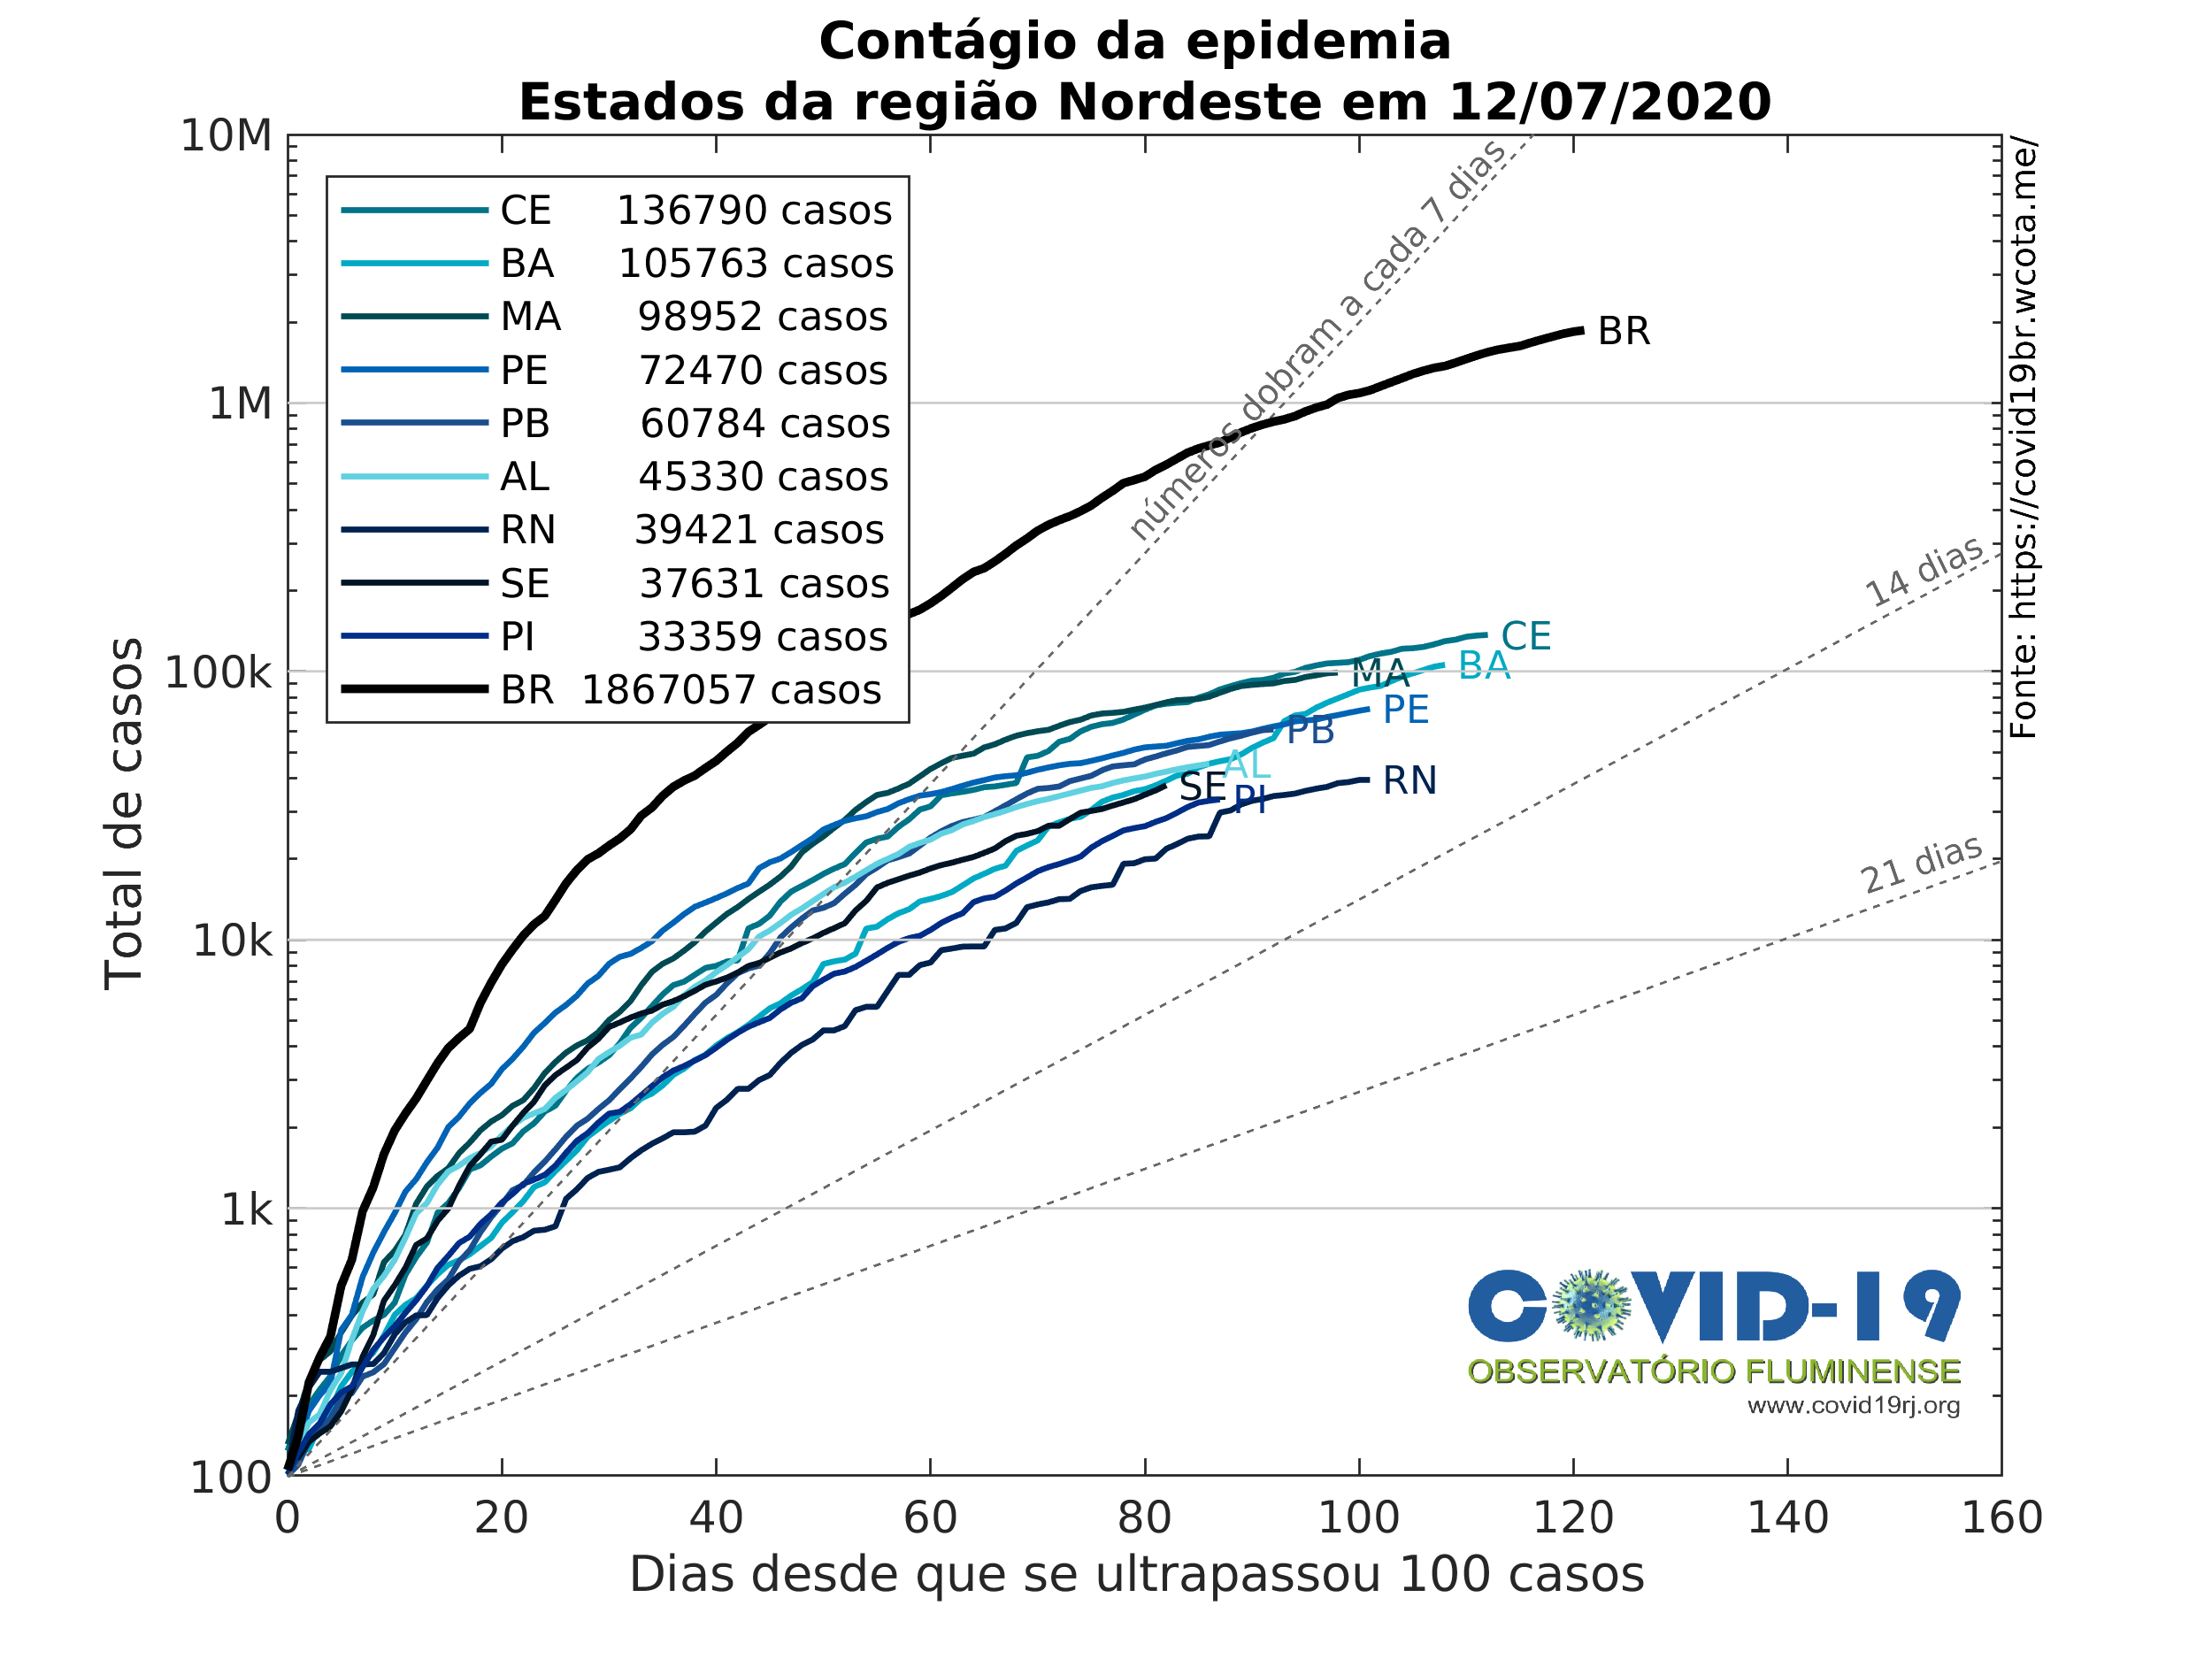 Contágio da epidemia
Estados da região Nordeste em 12/07/2020
10M
1M
100k
10k
1k
100
Total de casos
CE 136790 casos
BA 105763 casos
MA 98952 casos
PE 72470 casos
PB 60784 casos
AL 45330 casos
RN 39421 casos
SE 37631 casos
PI 33359 casos
BR 1867057 casos
números dobram a cada 7 dias
14 dias
21 dias
BR
CE
BA
MA
PE
PB
AL
SE
PI
RN
Fonte: https://covid19br.wcota.me/
COVID-19
OBSERVATÓRIO FLUMINENSE
www.covid19rj.org
0 20 40 60 80 100 120 140 160
Dias desde que se ultrapassou 100 casos